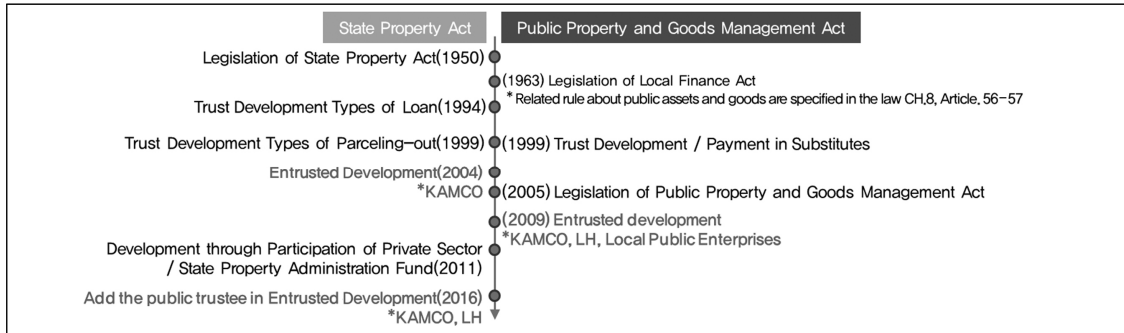 State Property Act
Public Property and Goods Management Act
Legislation of State Property Act(1950)
(1963) Legislation of Local Finance Act
* Related rule about public assets and goods are specified in the law CH.8, Article. 56-57
Trust Development Types of Loan(1994)
Trust Development Types of Parceling-out(1999)
(1999) Trust Development / Payment in Substitutes
Entrusted Development(2004)
*KAMCO
(2005) Legislation of Public Property and Goods Management Act
(2009) Entrusted development
*KAMCO, LH, Local Public Enterprises
Development through Participation of Private Sector
/ State Property Administration Fund(2011)
Add the public trustee in Entrusted Development(2016)
*KAMCO, LH